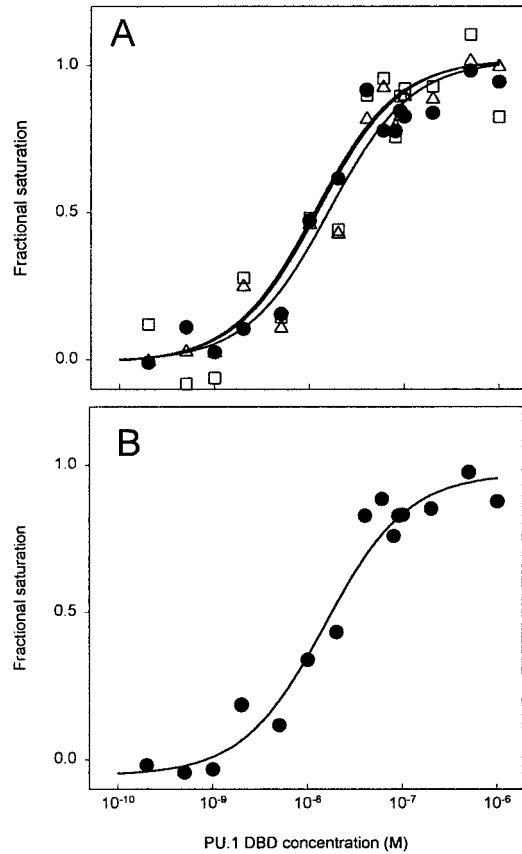 A
1.0
0.5
0.0
Fractional saturation
B
1.0
0.5
0.0
Fractional saturation
10-10 10-9 10-8 10-7 10-6
PU.1 DBD concentration (M)